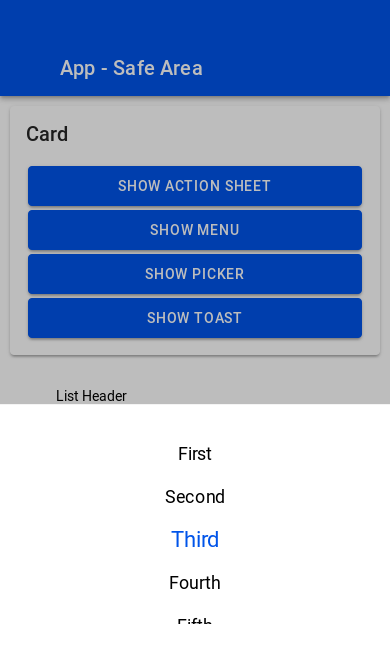 App - Safe Area
Card
SHOW ACTION SHEET
SHOW MENU
SHOW PICKER
SHOW TOAST
List Header
First
Second
Third
Fourth
Fifth